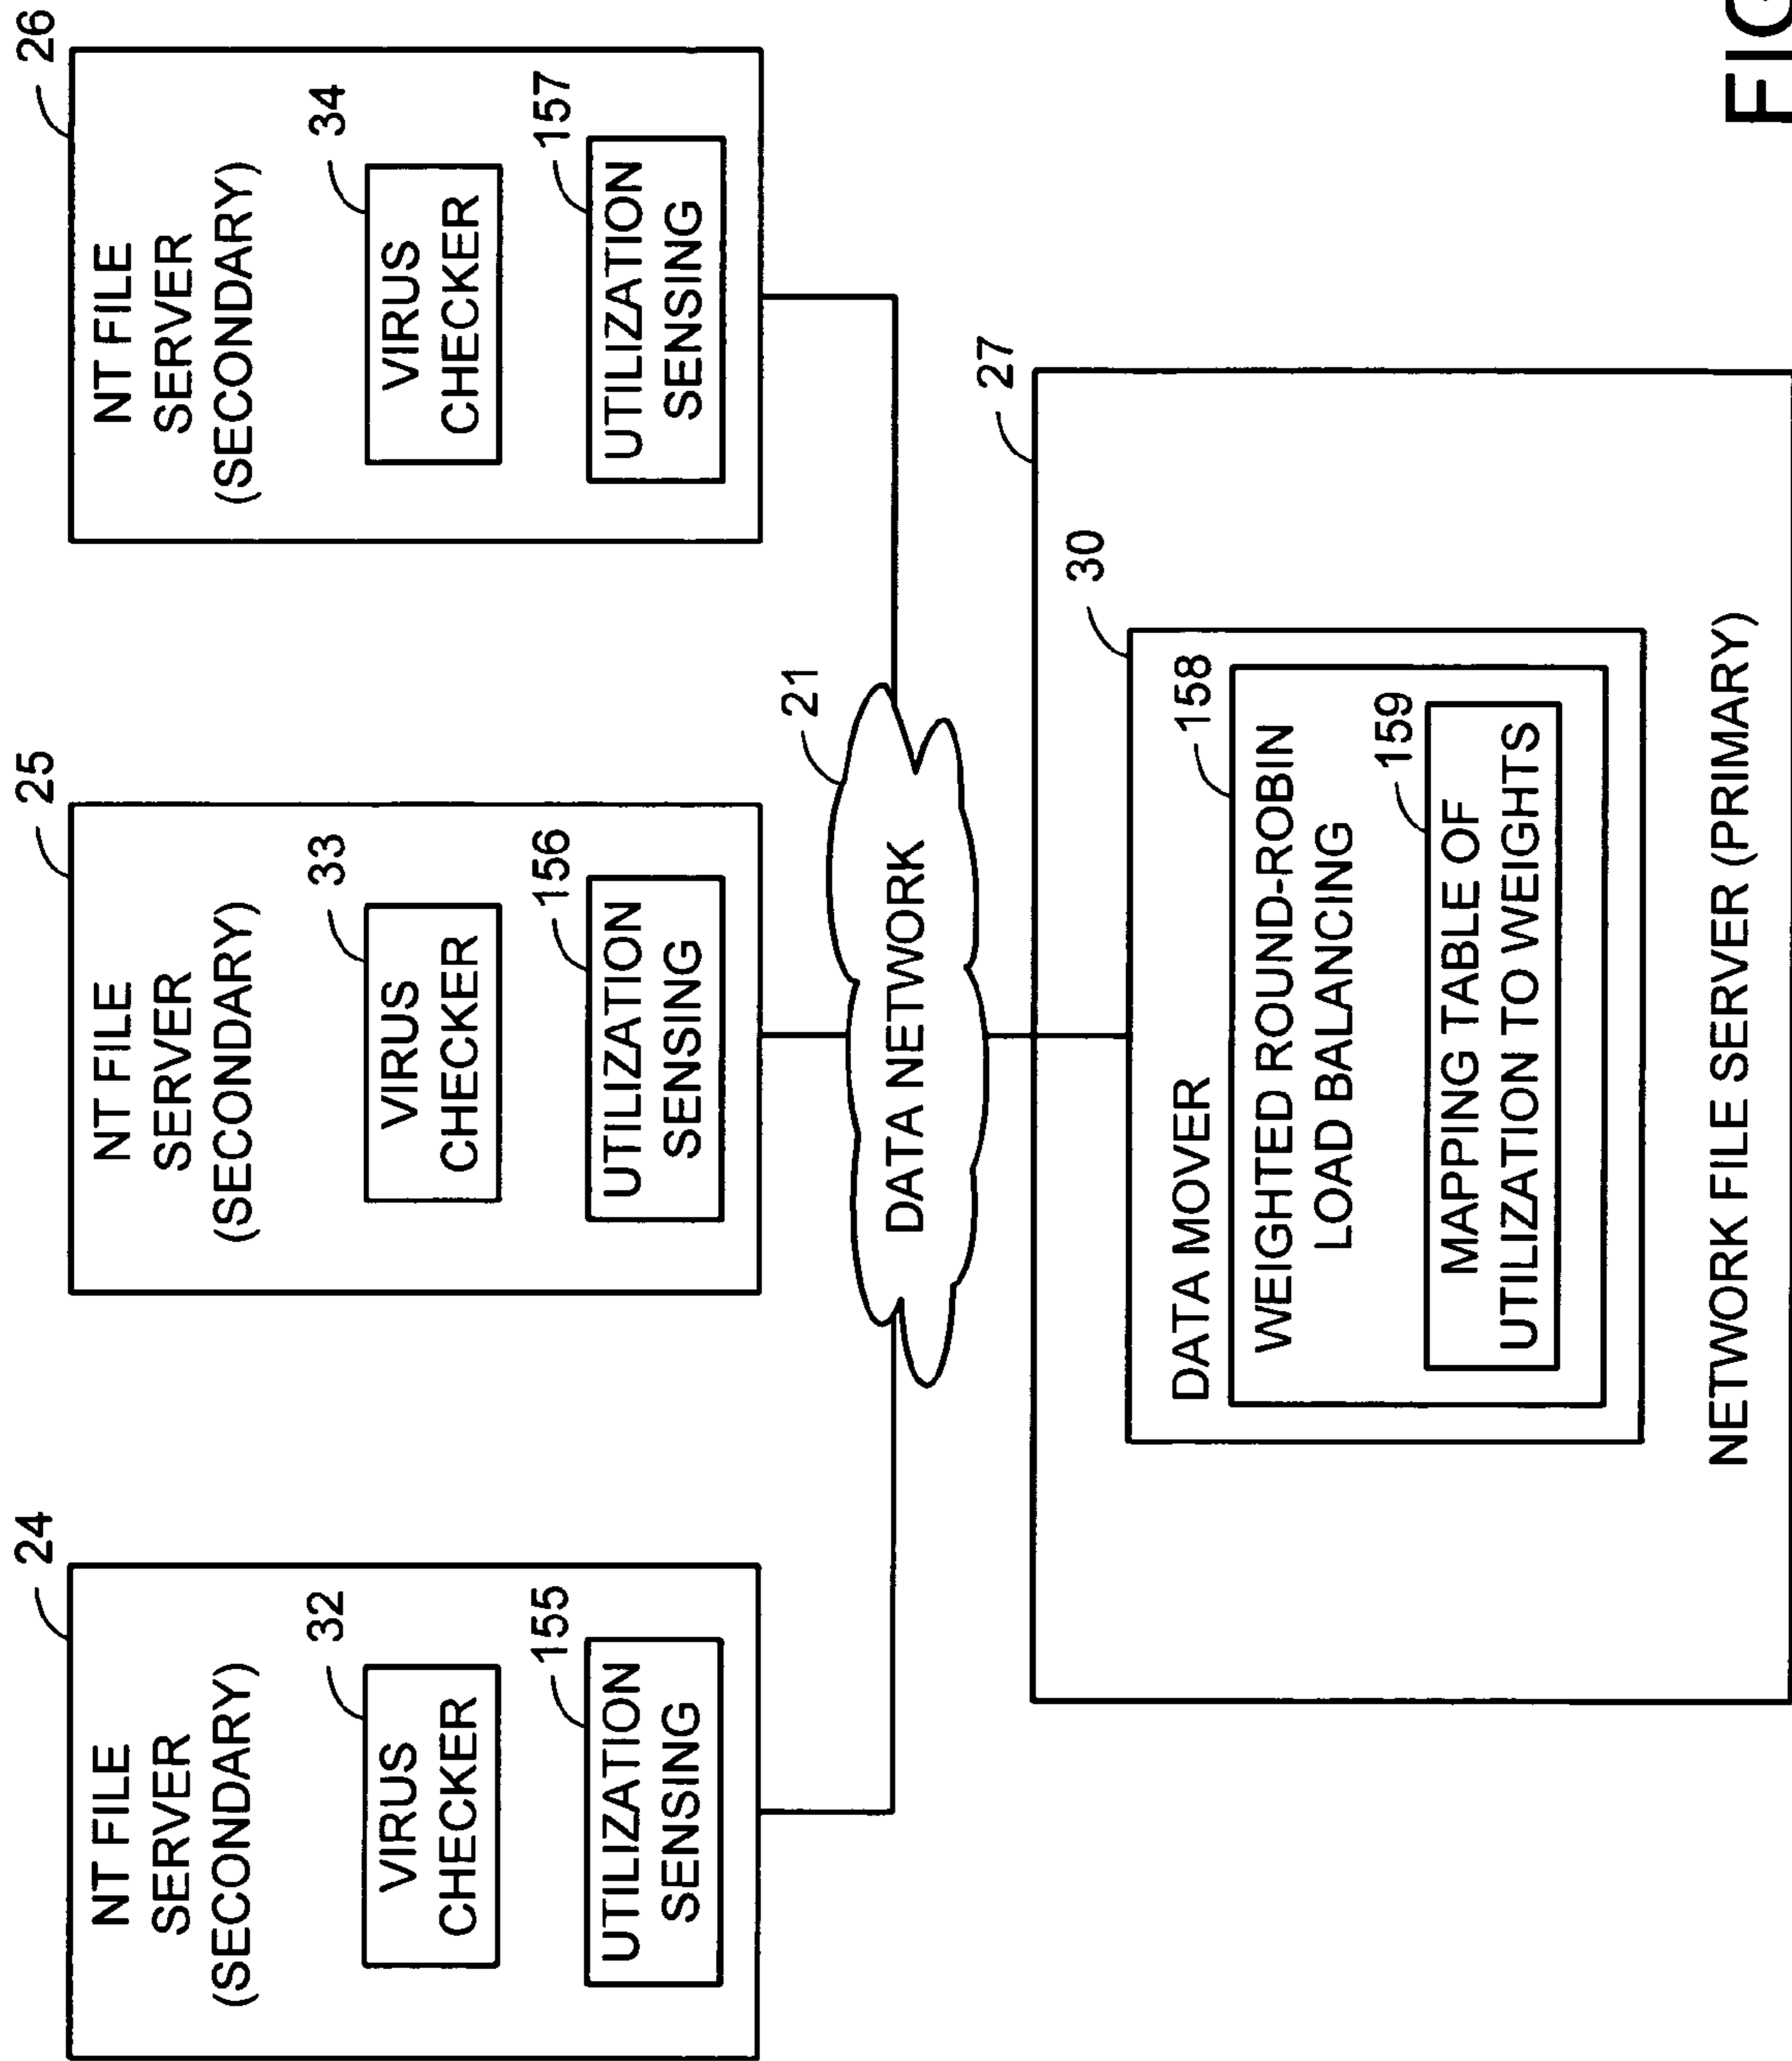 24
NT FILE
SERVER
(SECONDARY)
32
VIRUS
CHECKER
155
UTILIZATION
SENSING
25
NT FILE
SERVER
(SECONDARY)
33
VIRUS
CHECKER
156
UTILIZATION
SENSING
26
NT FILE
SERVER
(SECONDARY)
34
VIRUS
CHECKER
157
UTILIZATION
SENSING
21
DATA NETWORK
27
30
DATA MOVER
158
WEIGHTED ROUND-ROBIN
LOAD BALANCING
159
MAPPING TABLE OF
UTILIZATION TO WEIGHTS
NETWORK FILE SERVER (PRIMARY)